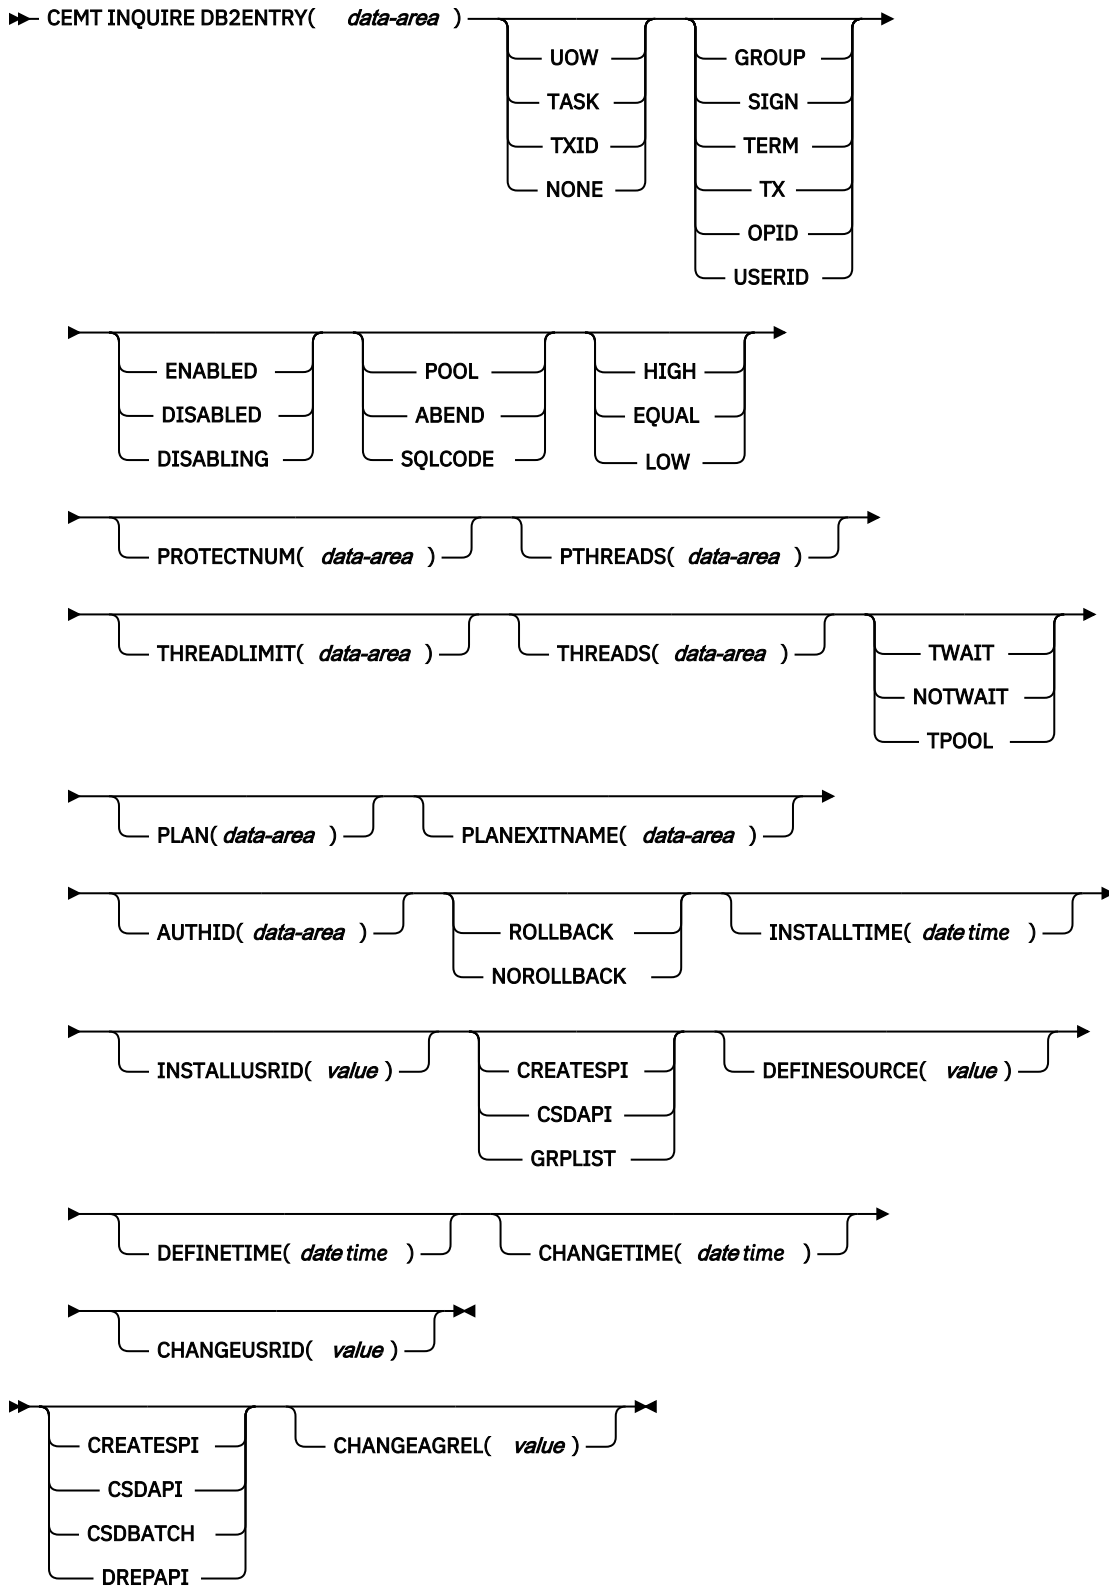 CEMT INQUIRE DB2ENTRY( data-area )
UOW
TASK
TXID
NONE
GROUP
SIGN
TERM
TX
OPID
USERID
ENABLED
DISABLED
DISABLING
POOL
ABEND
SQLCODE
HIGH
EQUAL
LOW
PROTECTNUM( data-area )
PTHREADS( data-area )
THREADLIMIT( data-area )
THREADS( data-area )
TWAIT
NOTWAIT
TPOOL
PLAN( data-area )
PLANEXITNAME( data-area )
AUTHID( data-area )
ROLLBACK
NOROLLBACK
INSTALLTIME( date time )
INSTALLUSRID( value )
CREATESPI
CSDAPI
GRPLIST
DEFINESOURCE( value )
DEFINETIME( date time )
CHANGETIME( date time )
CHANGEUSRID( value )
CREATESPI
CSDAPI
CSDBATCH
DREPAPI
CHANGEAGREL( value )